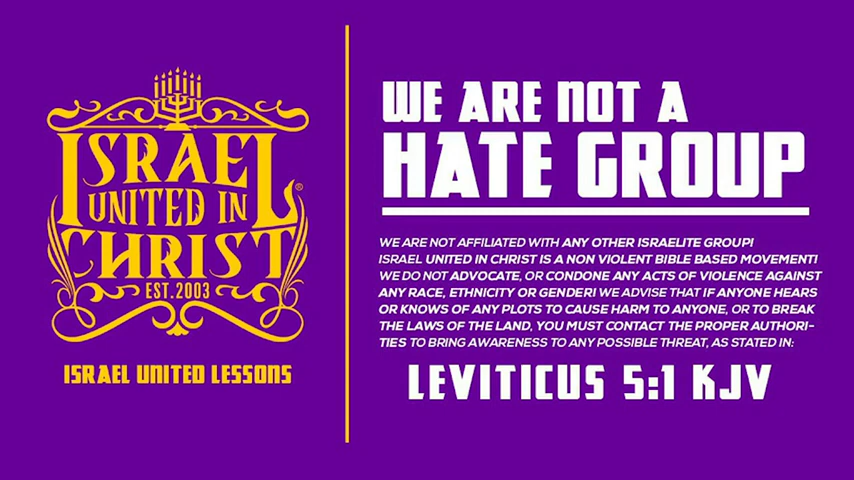 ISRAEL
UNITED IN
CHRIST
®
EST. 2003
ISRAEL UNITED LESSONS
WE ARE NOT A
HATE GROUP
WE ARE NOT AFFILIATED WITH ANY OTHER ISRAELITE GROUP!
ISRAEL UNITED IN CHRIST IS A NON VIOLENT BIBLE BASED MOVEMENT!
WE DO NOT ADVOCATE, OR CONDONE ANY ACTS OF VIOLENCE AGAINST
ANY RACE, ETHNICITY OR GENDER! WE ADVISE THAT IF ANYONE HEARS
OR KNOWS OF ANY PLOTS TO CAUSE HARM TO ANYONE, OR TO BREAK
THE LAWS OF THE LAND, YOU MUST CONTACT THE PROPER AUTHORI-
TIES TO BRING AWARENESS TO ANY POSSIBLE THREAT, AS STATED IN:
LEVITICUS 5:1 KJV